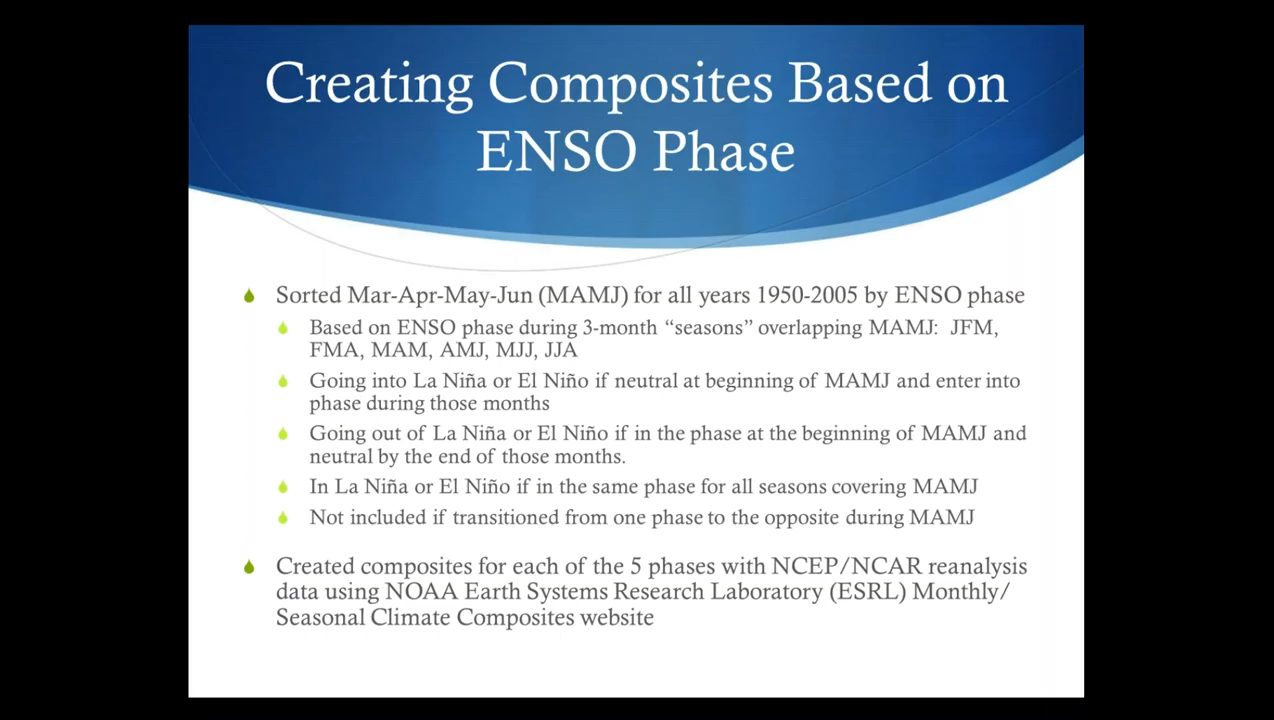 Creating Composites Based on
ENSO Phase
Sorted Mar-Apr-May-Jun (MAMJ) for all years 1950-2005 by ENSO phase
Based on ENSO phase during 3-month “seasons” overlapping MAMJ: JFM,
FMA, MAM, AMJ, MJJ, JJA
Going into La Niña or El Niño if neutral at beginning of MAMJ and enter into
phase during those months
Going out of La Niña or El Niño if in the phase at the beginning of MAMJ and
neutral by the end of those months.
In La Niña or El Niño if in the same phase for all seasons covering MAMJ
Not included if transitioned from one phase to the opposite during MAMJ
Created composites for each of the 5 phases with NCEP/NCAR reanalysis
data using NOAA Earth Systems Research Laboratory (ESRL) Monthly/
Seasonal Climate Composites website